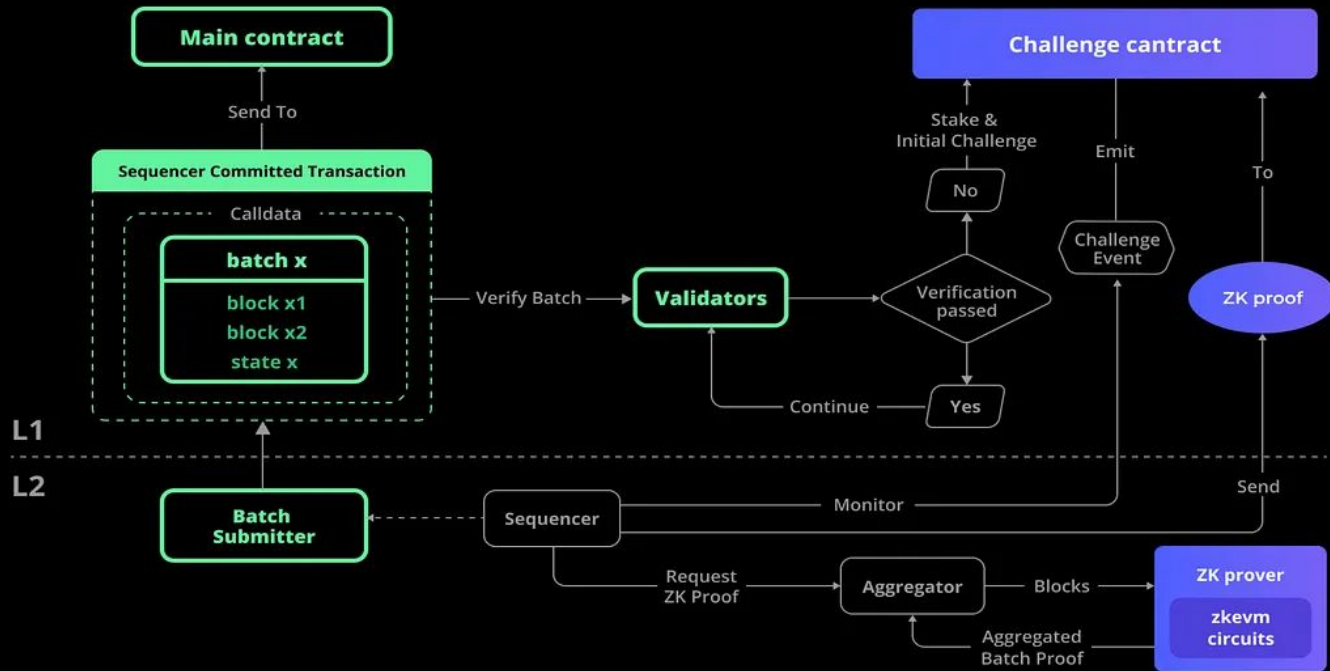 Main contract
Challenge cantract
Send To
Stake &
Initial Challenge
Emit
To
Sequencer Committed Transaction
Calldata
batch x
block x1
block x2
state x
Verify Batch
Validators
Verification
passed
No
Yes
Continue
Challenge
Event
ZK proof
L1
L2
Batch
Submitter
Sequencer
Monitor
Send
Request
ZK Proof
Aggregator
Blocks
Aggregated
Batch Proof
ZK prover
zkevm
circuits